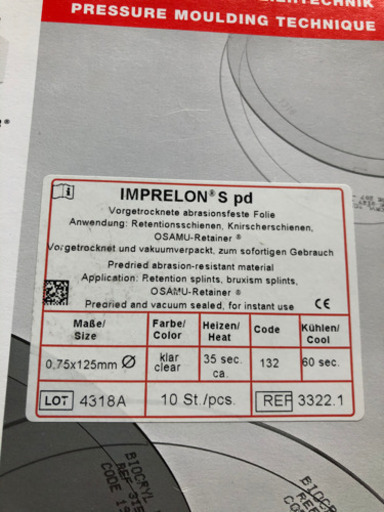 PRESSURE MOULDING TECHNIQUE
IMPRELON® S pd
Vorgetrocknete abrasionsfeste Folie
Anwendung: Retentionsschienen, Knirscherschienen,
OSAMU-Retainer ®
Vorgetrocknet und vakuumverpackt, zum sofortigen Gebrauch
Predried abrasion-resistant material
Application: Retention splints, bruxism splints,
OSAMU-Retainer ®
Predried and vacuum sealed, for instant use
CE
Maße/ Farbe/ Heizen/ Code Kühlen/
Size Color Heat Cool
0.75x125mm Ø klar 35 sec. 132 60 sec.
clear ca.
LOT 4318A 10 St./pcs. REF 3322.1
BIOCRYL
REF
CODE